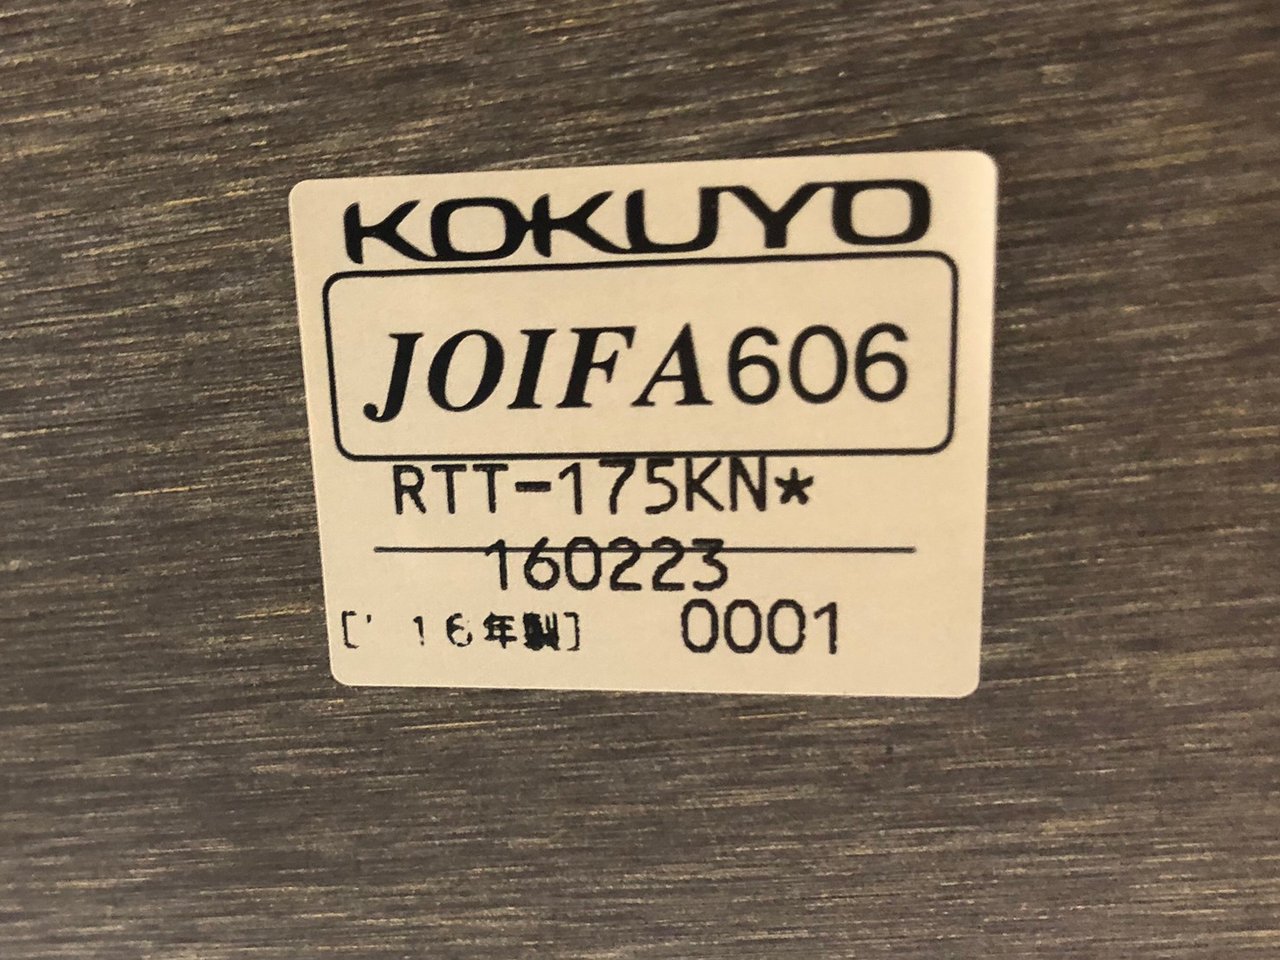 KOKUYO
JOIFA606
RTT-175KN*
160223
['16年製] 0001